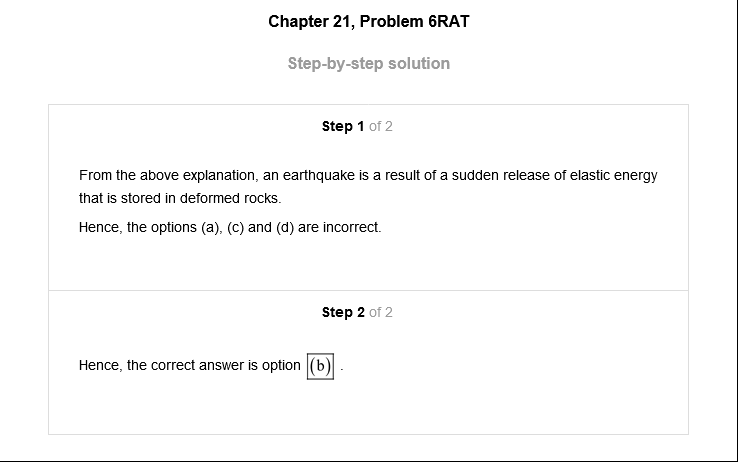 Chapter 21, Problem 6RAT
Step-by-step solution
Step 1 of 2
From the above explanation, an earthquake is a result of a sudden release of elastic energy
that is stored in deformed rocks.
Hence, the options (a), (c) and (d) are incorrect.
Step 2 of 2
Hence, the correct answer is option (b) .